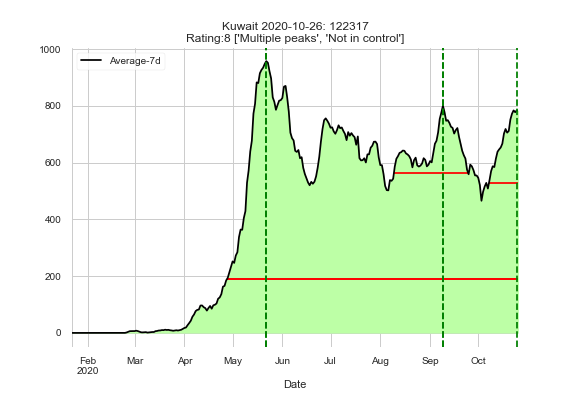 Kuwait 2020-10-26: 122317
Rating:8 ['Multiple peaks', 'Not in control']
Average-7d
1000
800
600
400
200
0
Feb Mar Apr May Jun Jul Aug Sep Oct
2020
Date